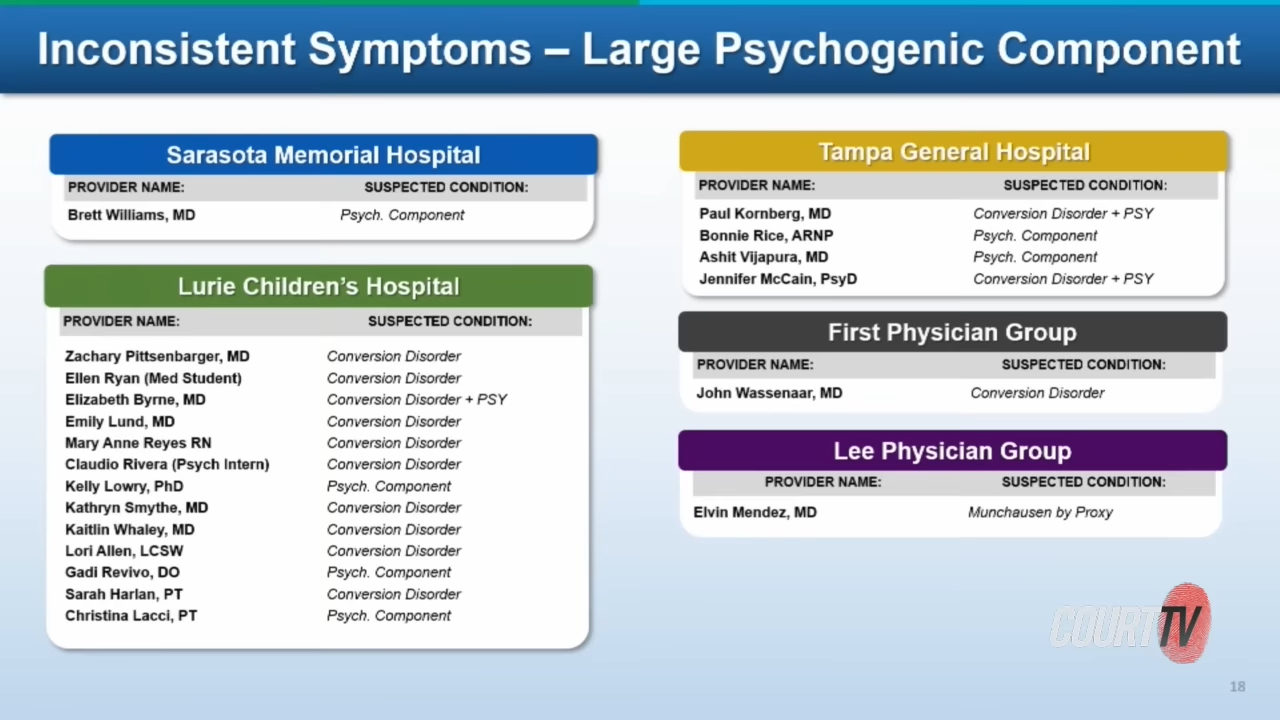 Inconsistent Symptoms – Large Psychogenic Component
Sarasota Memorial Hospital
PROVIDER NAME: SUSPECTED CONDITION:
Brett Williams, MD Psych. Component
Lurie Children's Hospital
PROVIDER NAME: SUSPECTED CONDITION:
Zachary Pittsenbarger, MD Conversion Disorder
Ellen Ryan (Med Student) Conversion Disorder
Elizabeth Byrne, MD Conversion Disorder + PSY
Emily Lund, MD Conversion Disorder
Mary Anne Reyes RN Conversion Disorder
Claudio Rivera (Psych Intern) Conversion Disorder
Kelly Lowry, PhD Psych. Component
Kathryn Smythe, MD Conversion Disorder
Kaitlin Whaley, MD Conversion Disorder
Lori Allen, LCSW Conversion Disorder
Gadi Revivo, DO Psych. Component
Sarah Harlan, PT Conversion Disorder
Christina Lacci, PT Psych. Component
Tampa General Hospital
PROVIDER NAME: SUSPECTED CONDITION:
Paul Kornberg, MD Conversion Disorder + PSY
Bonnie Rice, ARNP Psych. Component
Ashit Vijapura, MD Psych. Component
Jennifer McCain, PsyD Conversion Disorder + PSY
First Physician Group
PROVIDER NAME: SUSPECTED CONDITION:
John Wassenaar, MD Conversion Disorder
Lee Physician Group
PROVIDER NAME: SUSPECTED CONDITION:
Elvin Mendez, MD Munchausen by Proxy
COURT TV
18